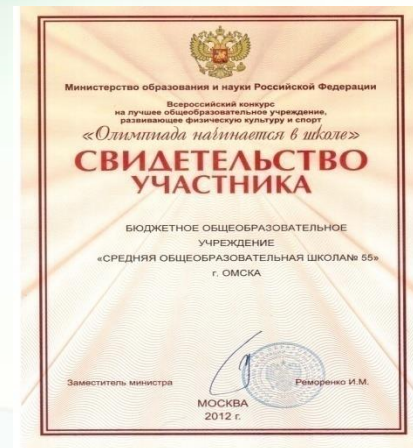 Министерство образования и науки Российской Федерации
Всероссийский конкурс
на лучшее общеобразовательное учреждение,
развивающее физическую культуру и спорт
«Олимпиада начинается в школе»
СВИДЕТЕЛЬСТВО
УЧАСТНИКА
БЮДЖЕТНОЕ ОБЩЕОБРАЗОВАТЕЛЬНОЕ
УЧРЕЖДЕНИЕ
«СРЕДНЯЯ ОБЩЕОБРАЗОВАТЕЛЬНАЯ ШКОЛА№ 55»
г. ОМСКА
Заместитель министра
Реморенко И.М.
МОСКВА
2012 г.